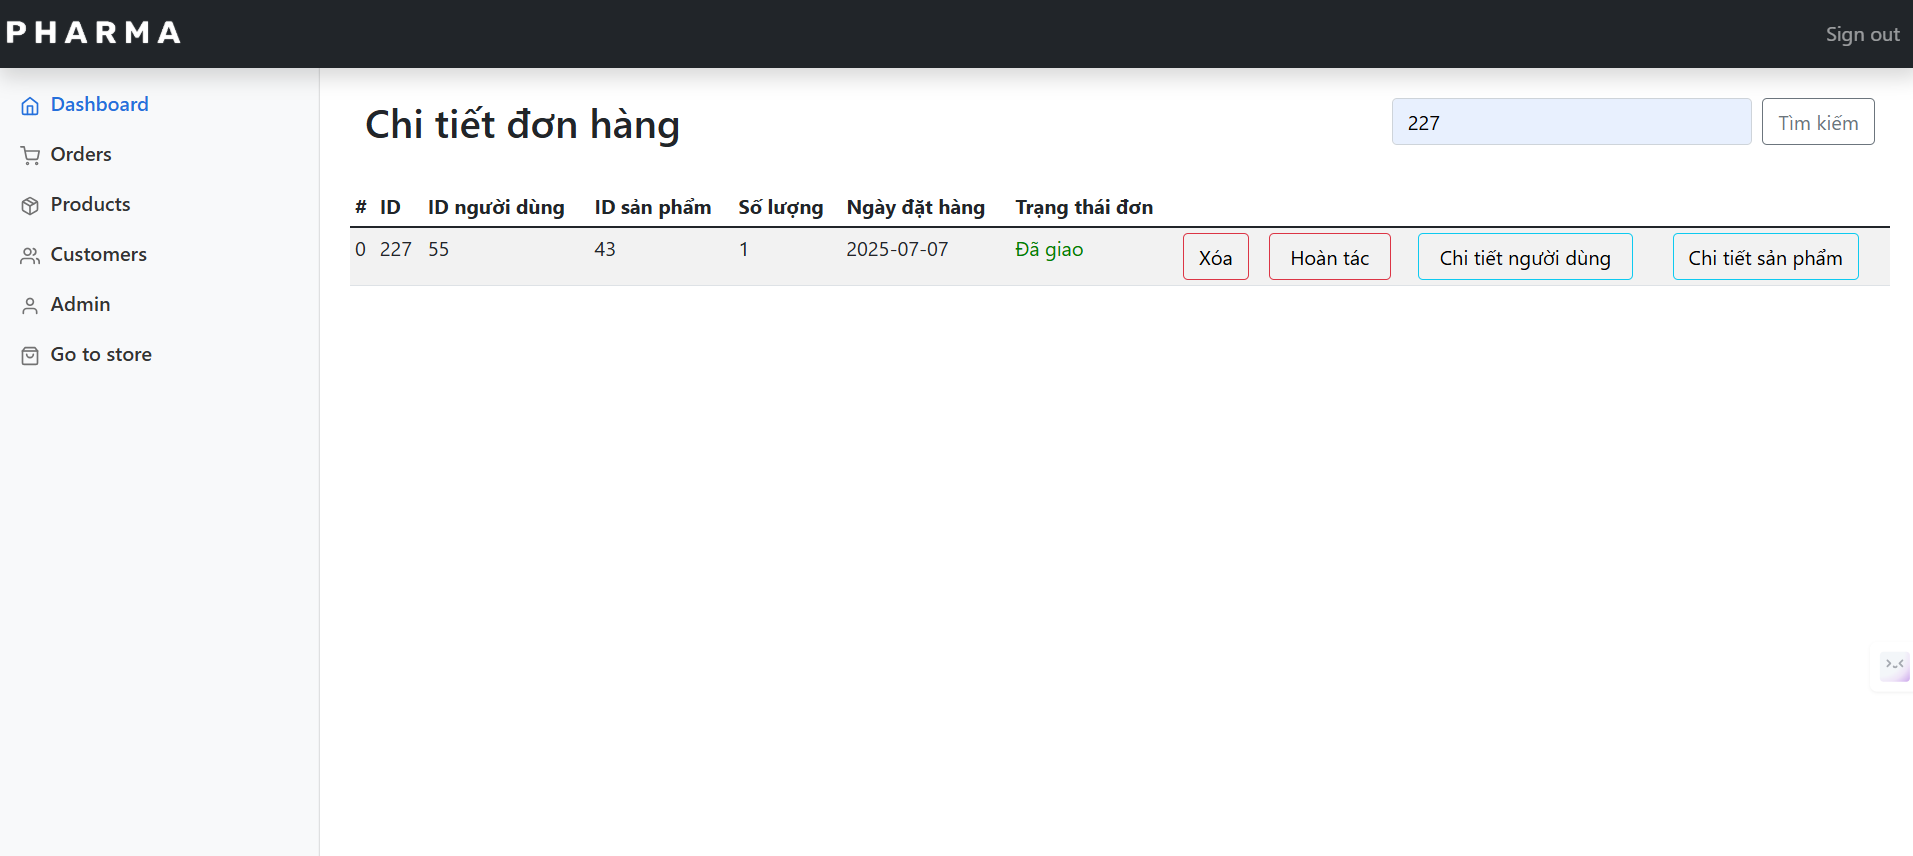 PHARMA
Sign out
Dashboard
Orders
Products
Customers
Admin
Go to store
Chi tiết đơn hàng
227
Tìm kiếm
# ID ID người dùng ID sản phẩm Số lượng Ngày đặt hàng Trạng thái đơn
0 227 55 43 1 2025-07-07 Đã giao Xóa Hoàn tác Chi tiết người dùng Chi tiết sản phẩm